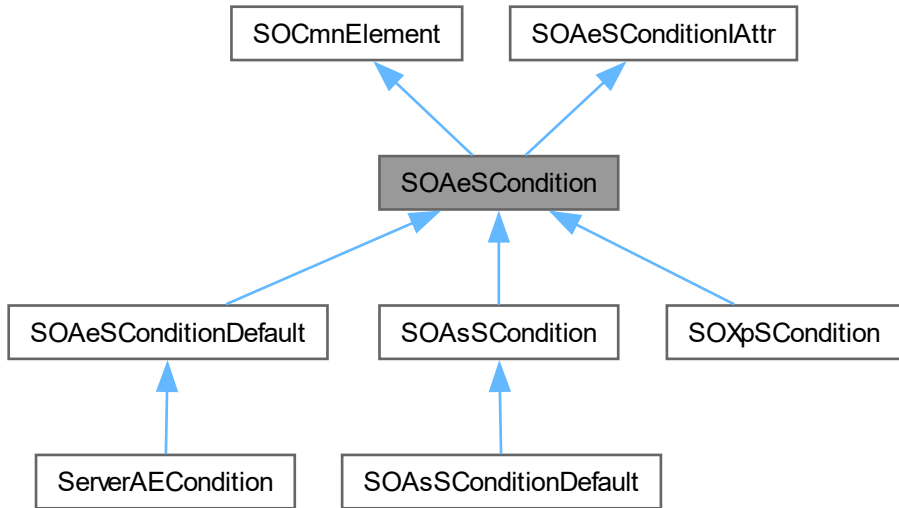 SOCmnElement
SOAeSConditionIAttr
SOAeSCondition
SOAeSConditionDefault
SOAsSCondition
SOXpSCondition
ServerAECondition
SOAsSConditionDefault